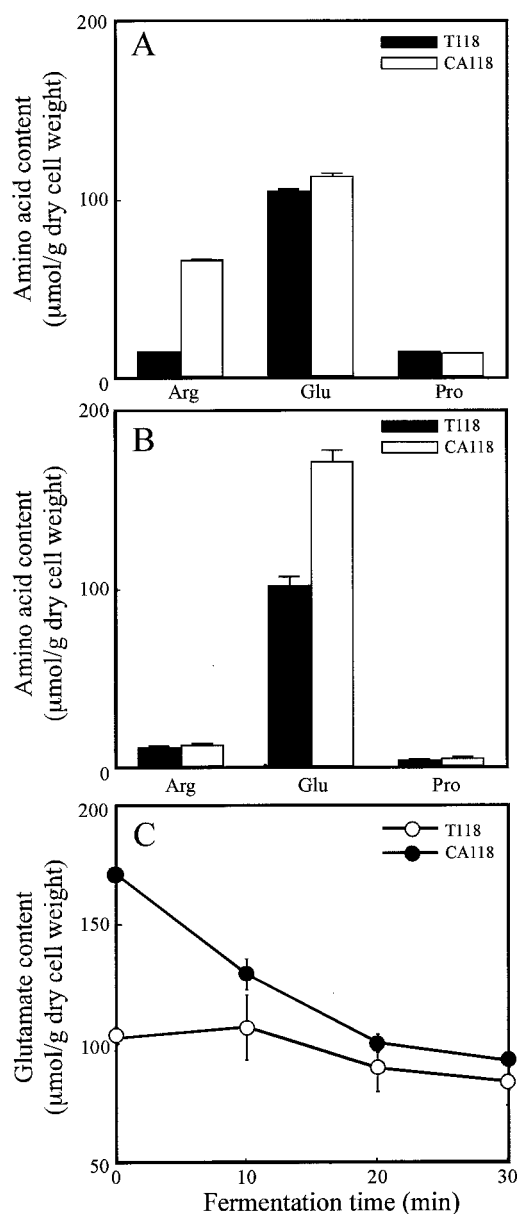 200
A
T118
CA118
Amino acid content
(μmol/g dry cell weight)
100
0
Arg Glu Pro
200
B
T118
CA118
Amino acid content
(μmol/g dry cell weight)
100
0
Arg Glu Pro
200
C
T118
CA118
Glutamate content
(μmol/g dry cell weight)
150
100
50
0 10 20 30
Fermentation time (min)